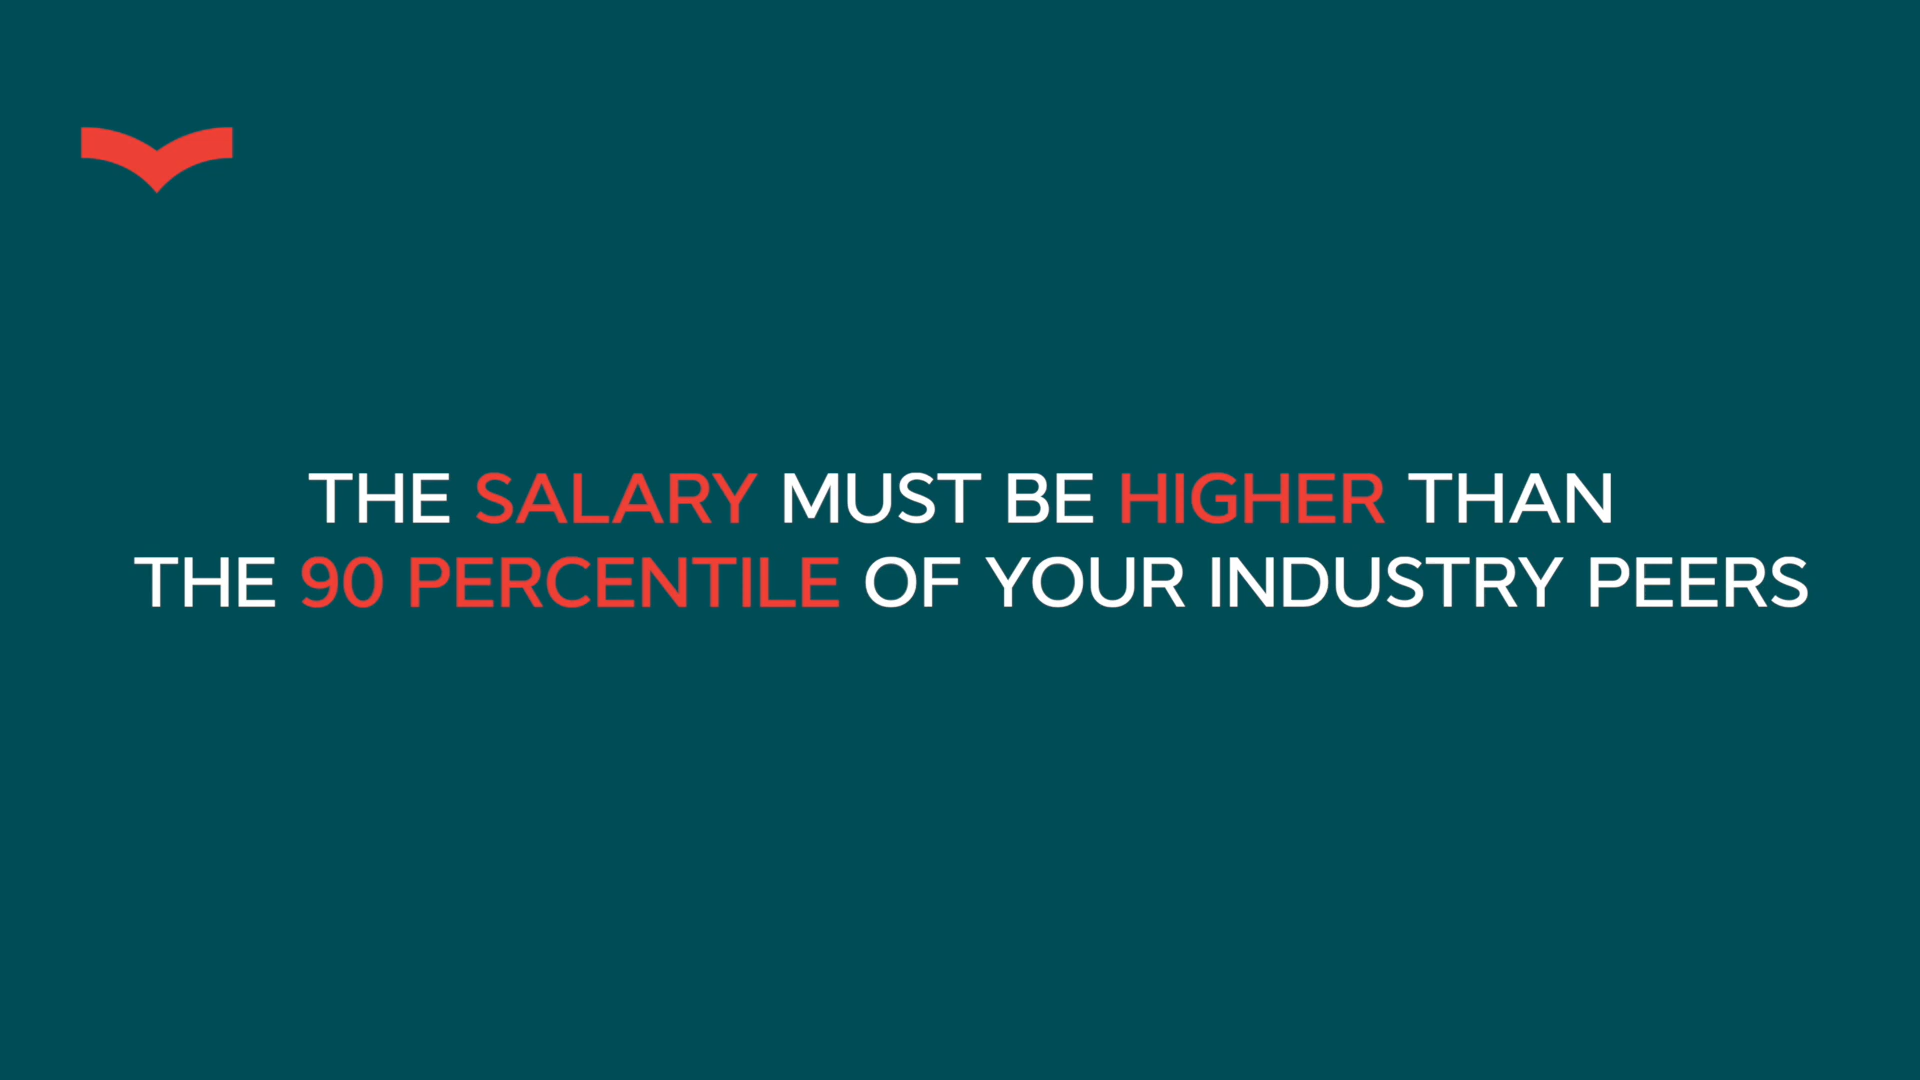 THE SALARY MUST BE HIGHER THAN
THE 90 PERCENTILE OF YOUR INDUSTRY PEERS